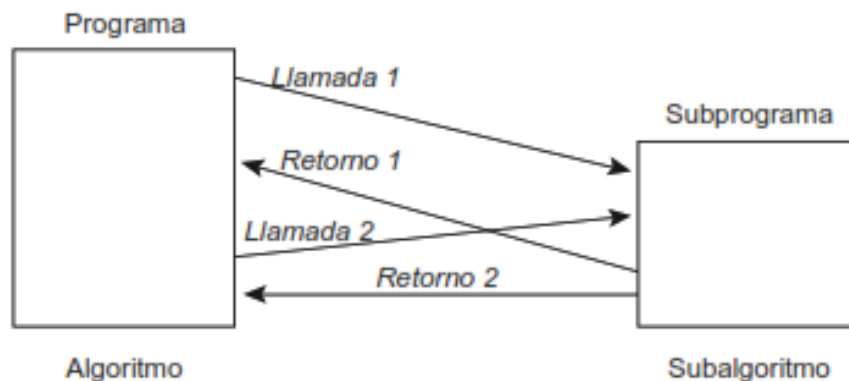 Programa
Llamada 1
Subprograma
Retorno 1
Llamada 2
Retorno 2
Algoritmo
Subalgoritmo